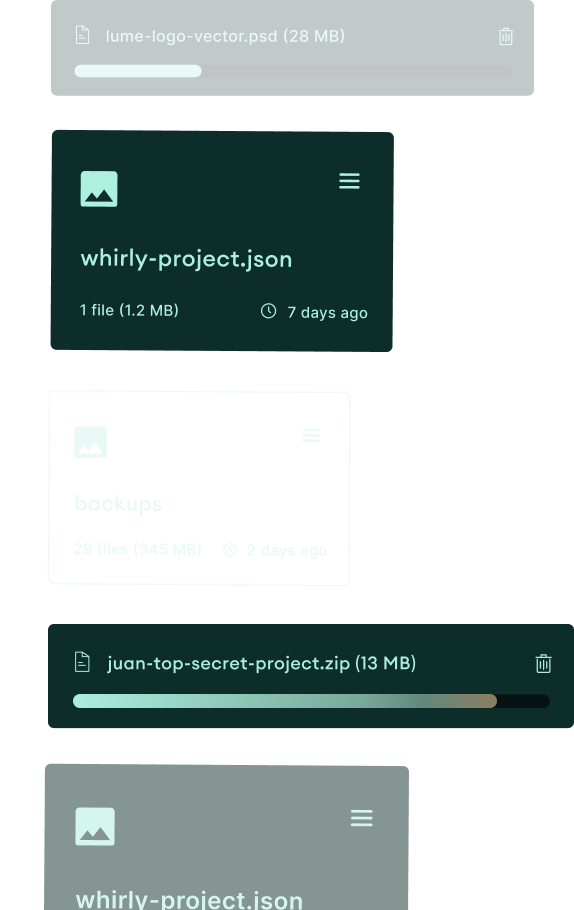 lume-logo-vector.psd (28 MB)
whirly-project.json
1 file (1.2 MB) 7 days ago
backups
29 files (345 MB) 2 days ago
juan-top-secret-project.zip (13 MB)
whirly-project.json